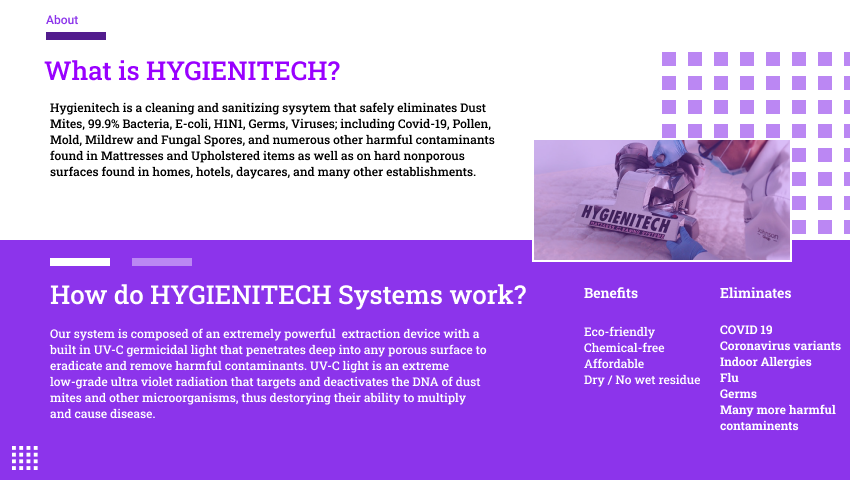 About
What is HYGIENITECH?
Hygienitech is a cleaning and sanitizing sysytem that safely eliminates Dust
Mites, 99.9% Bacteria, E-coli, H1N1, Germs, Viruses; including Covid-19, Pollen,
Mold, Mildrew and Fungal Spores, and numerous other harmful contaminants
found in Mattresses and Upholstered items as well as on hard nonporous
surfaces found in homes, hotels, daycares, and many other establishments.
HYGIENITECH
How do HYGIENITECH Systems work?
Our system is composed of an extremely powerful extraction device with a
built in UV-C germicidal light that penetrates deep into any porous surface to
eradicate and remove harmful contaminants. UV-C light is an extreme
low-grade ultra violet radiation that targets and deactivates the DNA of dust
mites and other microorganisms, thus destorying their ability to multiply
and cause disease.
Benefits
Eco-friendly
Chemical-free
Affordable
Dry / No wet residue
Eliminates
COVID 19
Coronavirus variants
Indoor Allergies
Flu
Germs
Many more harmful
contaminents